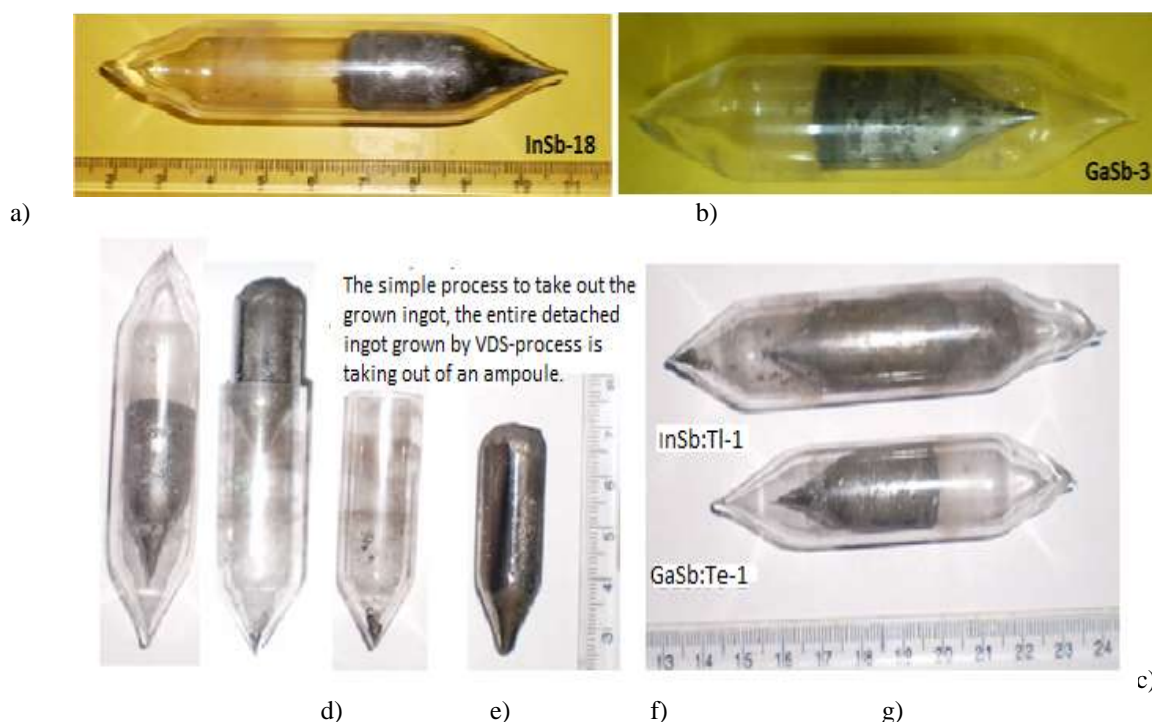 InSb-18
GaSb-3
a)
b)
The simple process to take out the
grown ingot, the entire detached
ingot grown by VDS-process is
taking out of an ampoule.
InSb:Tl-1
GaSb:Te-1
13 14 15 16 17 18 19 20 21 22 23 24
c)
d)
e)
f)
g)